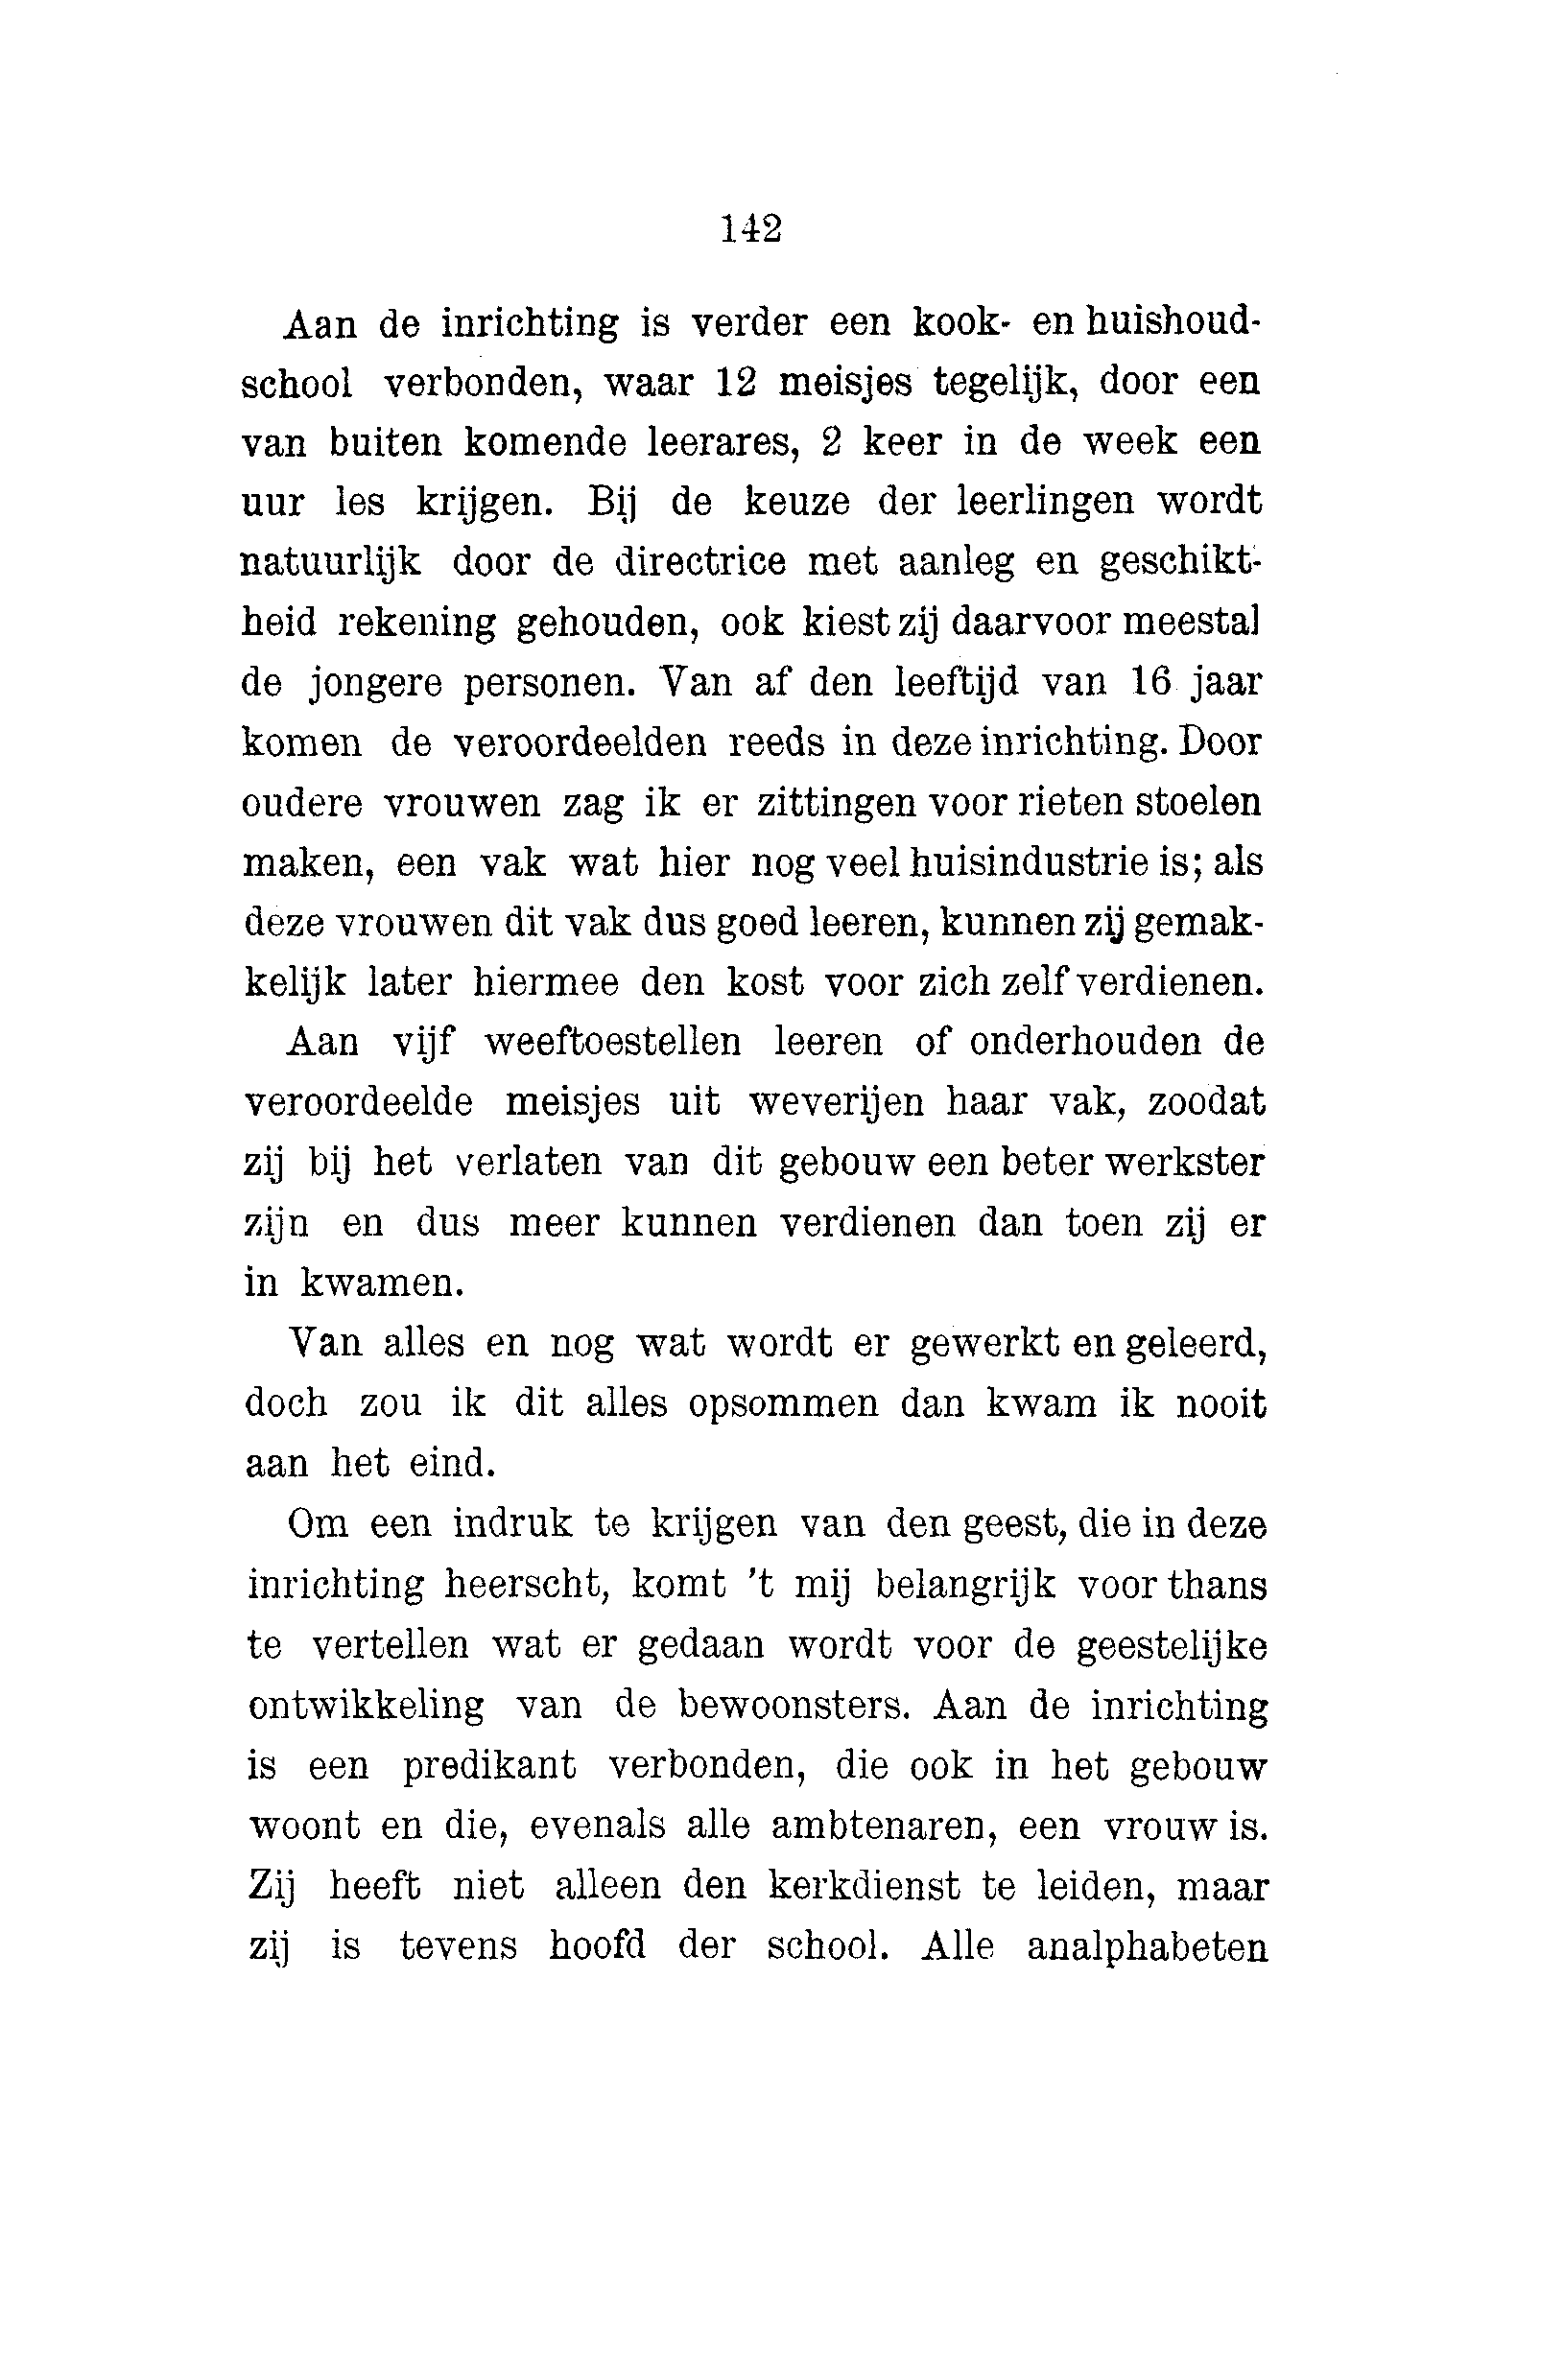 142
Aan de inrichting is verder een kook- en huishoud-
school verbonden, waar 12 meisjes tegelijk, door een
van buiten komende leerares, 2 keer in de week een
uur les krijgen. Bij de keuze der leerlingen wordt
natuurlijk door de directrice met aanleg en geschikt-
heid rekening gehouden, ook kiest zij daarvoor meestal
de jongere personen. Van af den leeftijd van 16 jaar
komen de veroordeelden reeds in deze inrichting. Door
oudere vrouwen zag ik er zittingen voor rieten stoelen
maken, een vak wat hier nog veel huisindustrie is; als
deze vrouwen dit vak dus goed leeren, kunnen zij gemak-
kelijk later hiermee den kost voor zich zelf verdienen.
Aan vijf weeftoestellen leeren of onderhouden de
veroordeelde meisjes uit weverijen haar vak, zoodat
zij bij het verlaten van dit gebouw een beter werkster
zijn en dus meer kunnen verdienen dan toen zij er
in kwamen.
Van alles en nog wat wordt er gewerkt en geleerd,
doch zou ik dit alles opsommen dan kwam ik nooit
aan het eind.
Om een indruk te krijgen van den geest, die in deze
inrichting heerscht, komt 't mij belangrijk voor thans
te vertellen wat er gedaan wordt voor de geestelijke
ontwikkeling van de bewoonsters. Aan de inrichting
is een predikant verbonden, die ook in het gebouw
woont en die, evenals alle ambtenaren, een vrouw is.
Zij heeft niet alleen den kerkdienst te leiden, maar
zij is tevens hoofd der school. Alle analphabeten